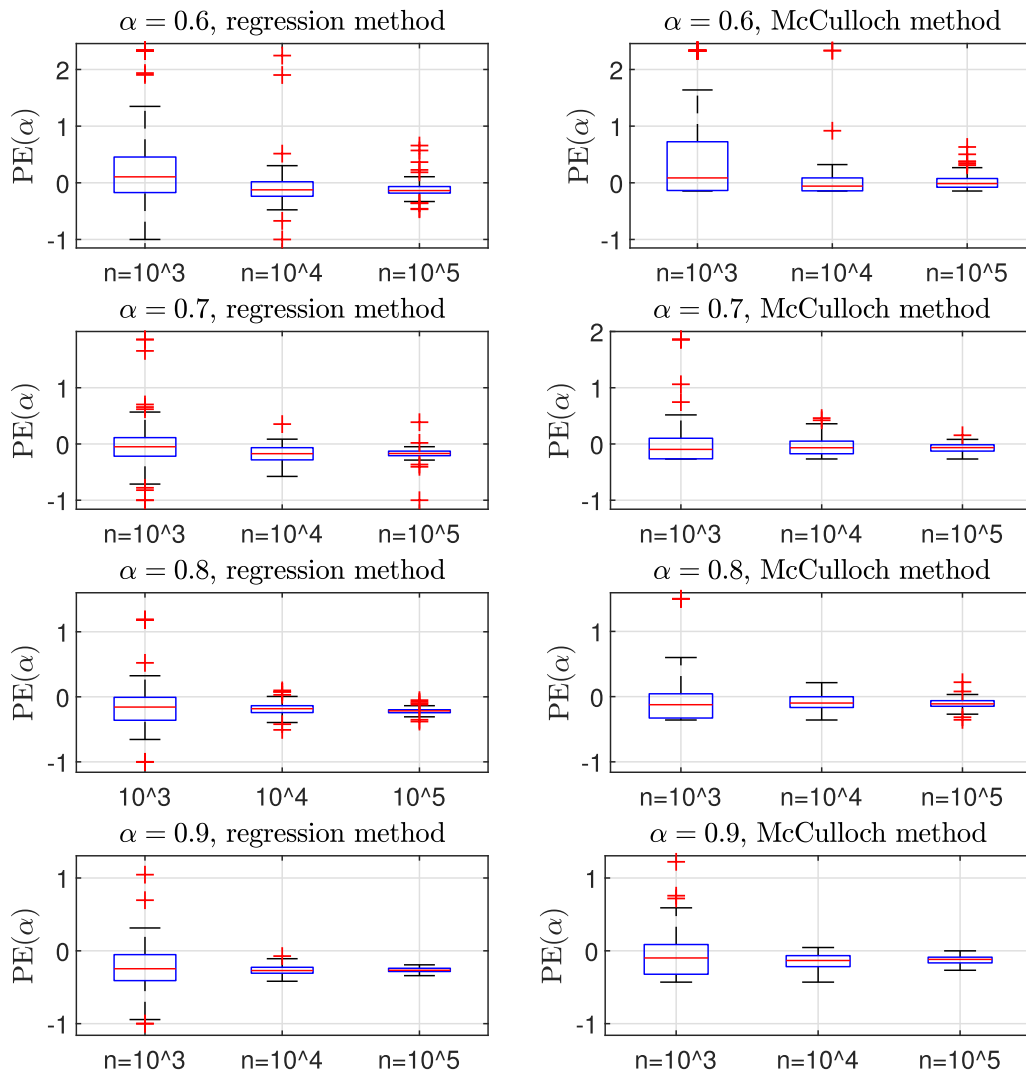 α = 0.6, regression method
2
1
0
-1
PE(α)
n=10^3 n=10^4 n=10^5
α = 0.6, McCulloch method
2
1
0
-1
PE(α)
n=10^3 n=10^4 n=10^5
α = 0.7, regression method
1
0
-1
PE(α)
n=10^3 n=10^4 n=10^5
α = 0.7, McCulloch method
2
1
0
-1
PE(α)
n=10^3 n=10^4 n=10^5
α = 0.8, regression method
1
0
-1
PE(α)
10^3 10^4 10^5
α = 0.8, McCulloch method
1
0
-1
PE(α)
n=10^3 n=10^4 n=10^5
α = 0.9, regression method
1
0
-1
PE(α)
n=10^3 n=10^4 n=10^5
α = 0.9, McCulloch method
1
0
-1
PE(α)
n=10^3 n=10^4 n=10^5